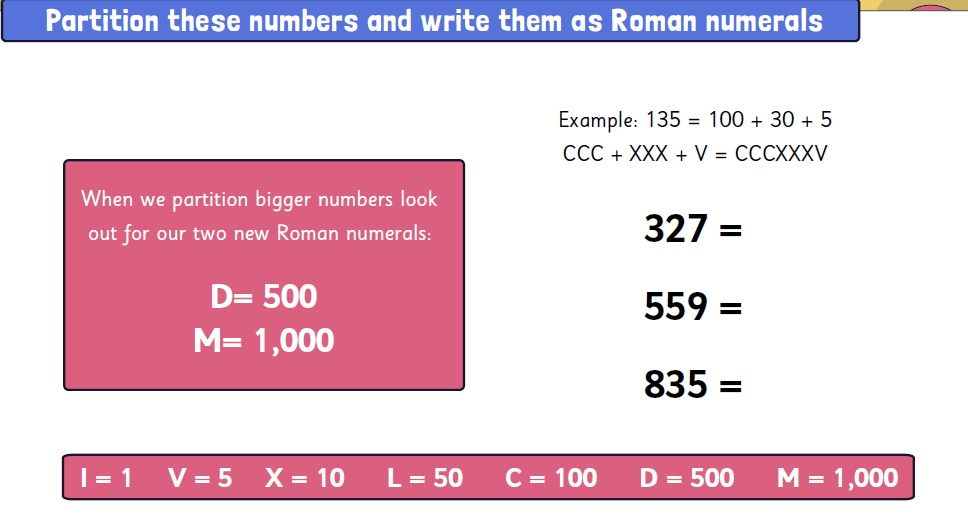 Partition these numbers and write them as Roman numerals
Example: 135 = 100 + 30 + 5
CCC + XXX + V = CCCXXXV
When we partition bigger numbers look
out for our two new Roman numerals:
D= 500
M= 1,000
327 =
559 =
835 =
I = 1 V = 5 X = 10 L = 50 C = 100 D = 500 M = 1,000